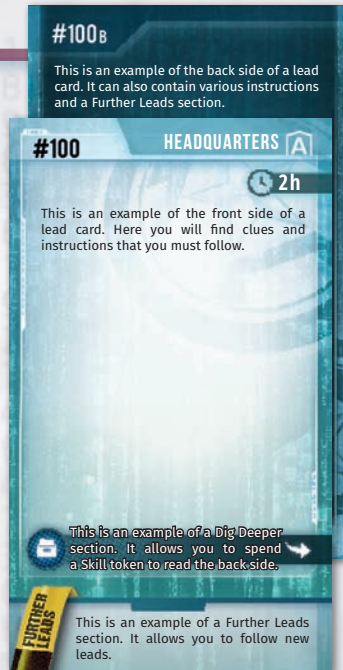 #100B
This is an example of the back side of a lead
card. It can also contain various instructions
and a Further Leads section.
#100
HEADQUARTERS A
2h
This is an example of the front side of a
lead card. Here you will find clues and
instructions that you must follow.
This is an example of a Dig Deeper
section. It allows you to spend
a Skill token to read the back side.
FURTHER
LEADS
This is an example of a Further Leads
section. It allows you to follow new
leads.